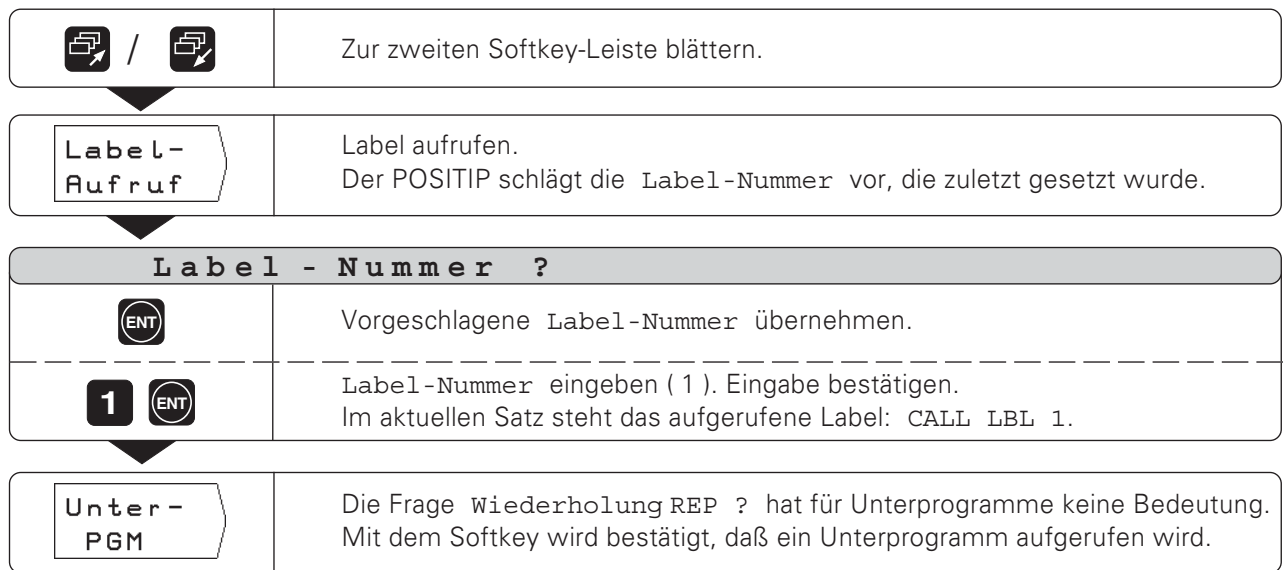 /
Zur zweiten Softkey-Leiste blättern.
Label-
Aufruf
Label aufrufen.
Der POSITIP schlägt die Label-Nummer vor, die zuletzt gesetzt wurde.
Label - Nummer ?
ENT
Vorgeschlagene Label-Nummer übernehmen.
1 ENT
Label-Nummer eingeben ( 1 ). Eingabe bestätigen.
Im aktuellen Satz steht das aufgerufene Label: CALL LBL 1.
Unter-
PGM
Die Frage Wiederholung REP ? hat für Unterprogramme keine Bedeutung.
Mit dem Softkey wird bestätigt, daß ein Unterprogramm aufgerufen wird.